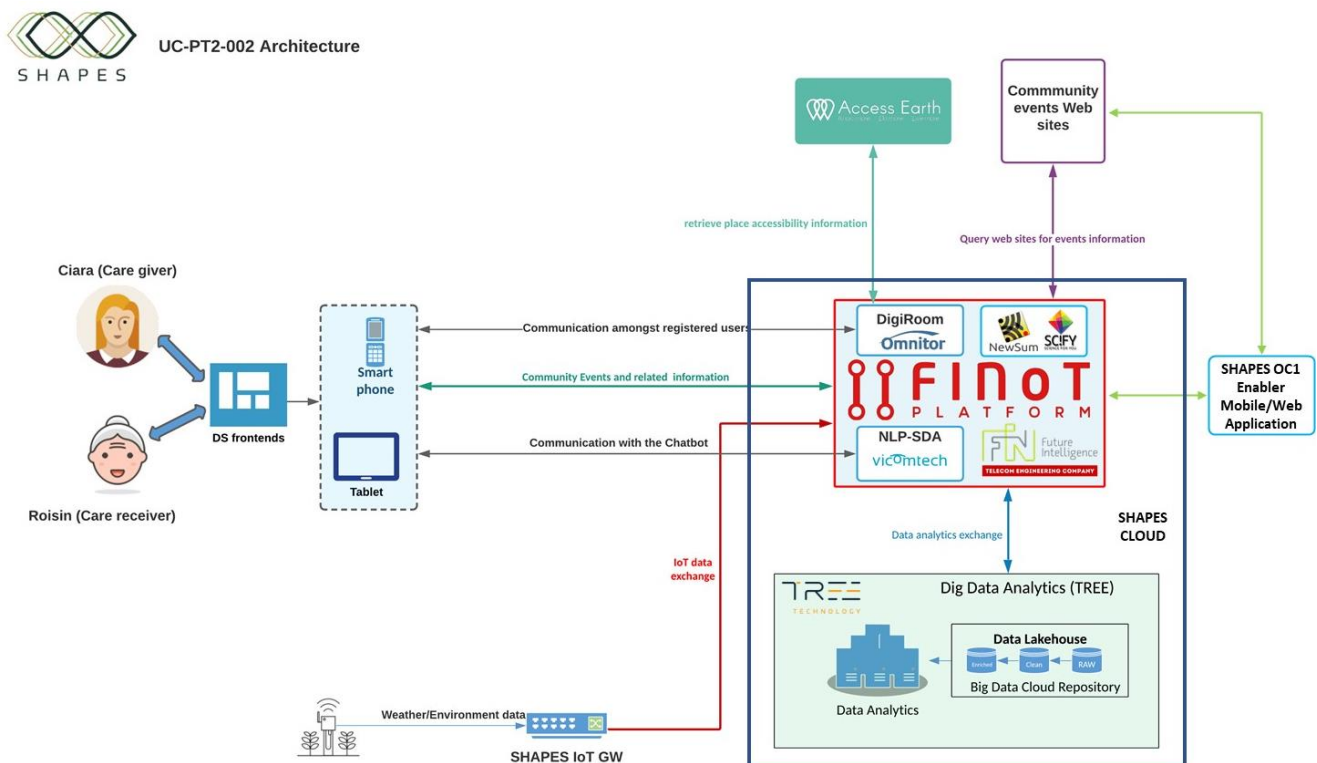 SHAPES
UC-PT2-002 Architecture
Access Earth
Commmunity
events Web
sites
retrieve place accessibility information
Query web sites for events information
Ciara (Care giver)
Roisin (Care receiver)
DS frontends
Smart
phone
Tablet
Communication amongst registered users
Community Events and related information
Communication with the Chatbot
DigiRoom
Omnitor
NewSum
SCIFY
FINoT
PLATFORM
NLP-SDA
vicomtech
FIN
Future
Intelligence
TELECOM ENGINEERING COMPANY
SHAPES OC1
Enabler
Mobile/Web
Application
SHAPES
CLOUD
Data analytics exchange
IoT data
exchange
TREE
TECHNOLOGY
Dig Data Analytics (TREE)
Data Lakehouse
Enriched
Clean
RAW
Big Data Cloud Repository
Data Analytics
Weather/Environment data
SHAPES IoT GW